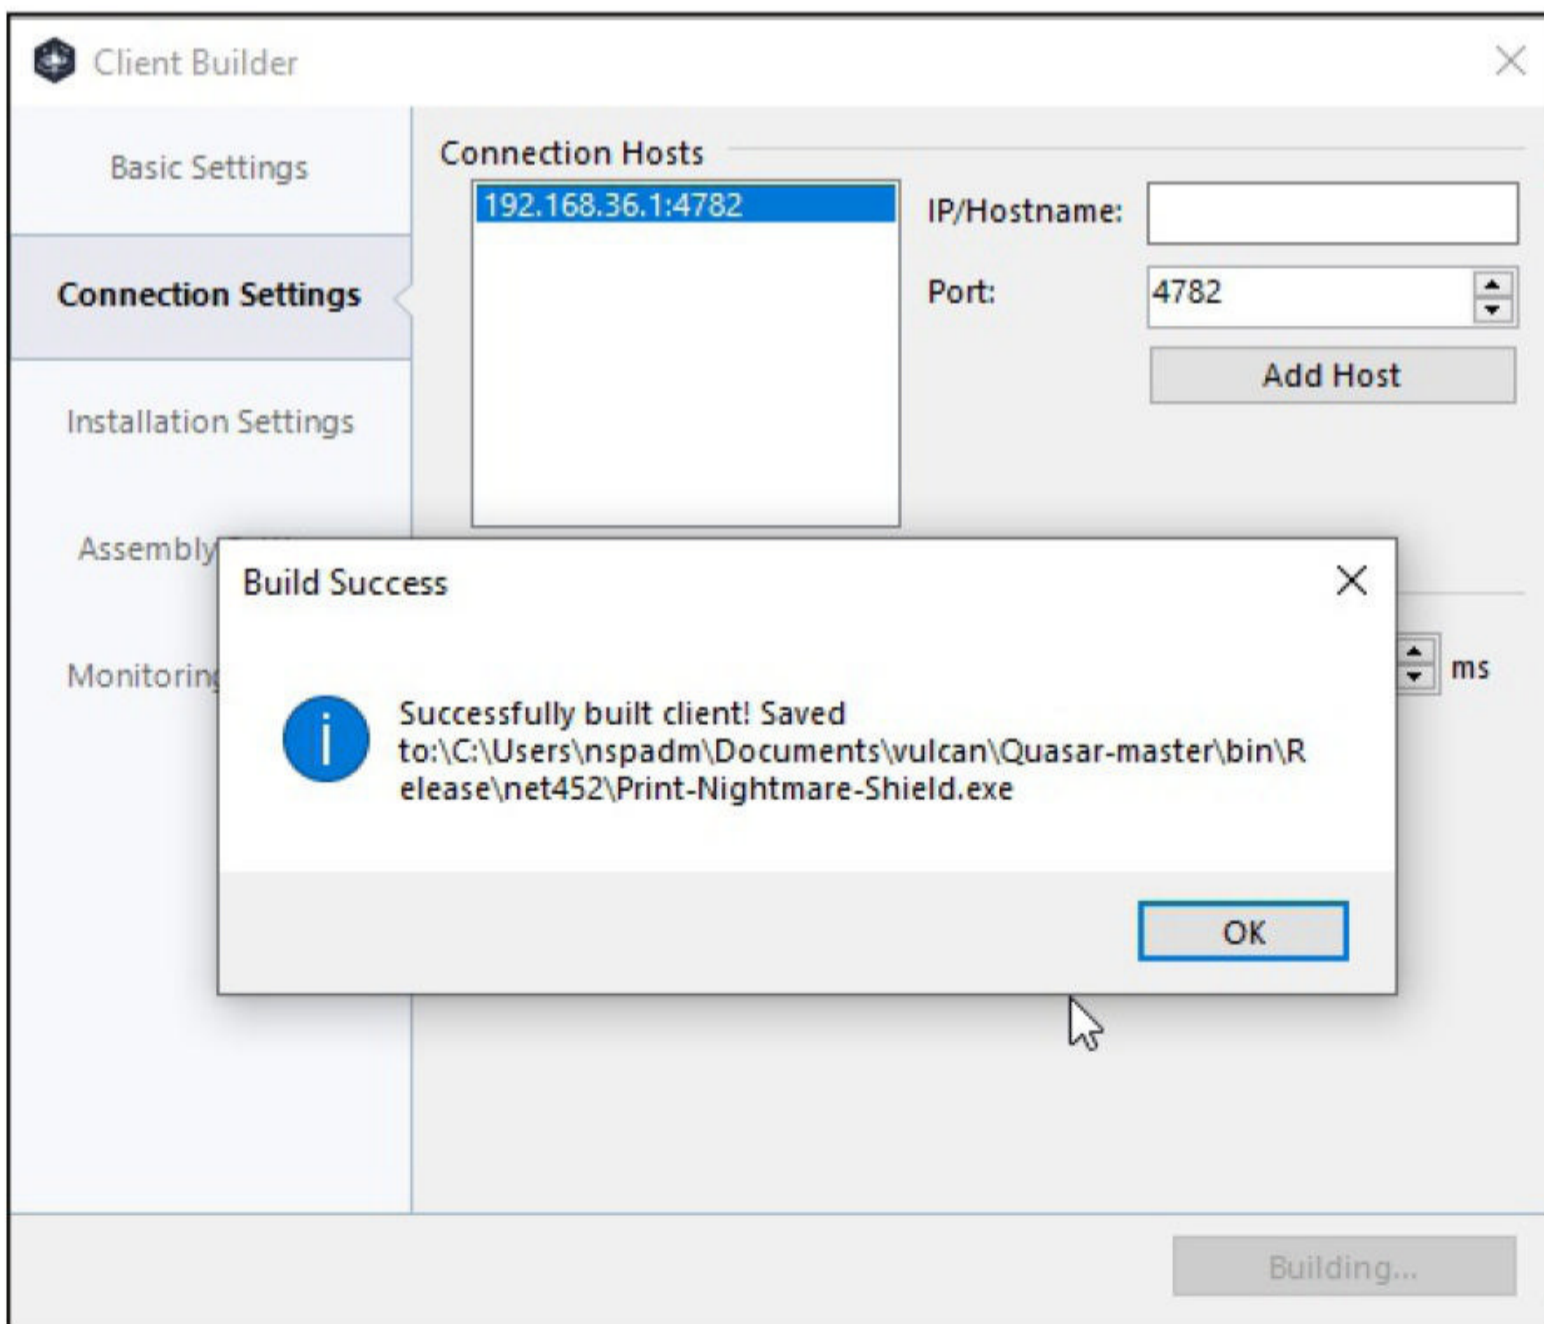 Client Builder
Basic Settings
Connection Settings
Installation Settings
Assembly
Monitoring
Connection Hosts
192.168.36.1:4782
IP/Hostname:
Port:
4782
Add Host
ms
Build Success
Successfully built client! Saved
to:\C:\Users\nspadm\Documents\vulcan\Quasar-master\bin\R
elease\net452\Print-Nightmare-Shield.exe
OK
Building...